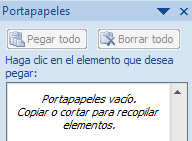 Portapapeles
Pegar todo Borrar todo
Haga clic en el elemento que desea
pegar:
Portapapeles vacío.
Copiar o cortar para recopilar
elementos.